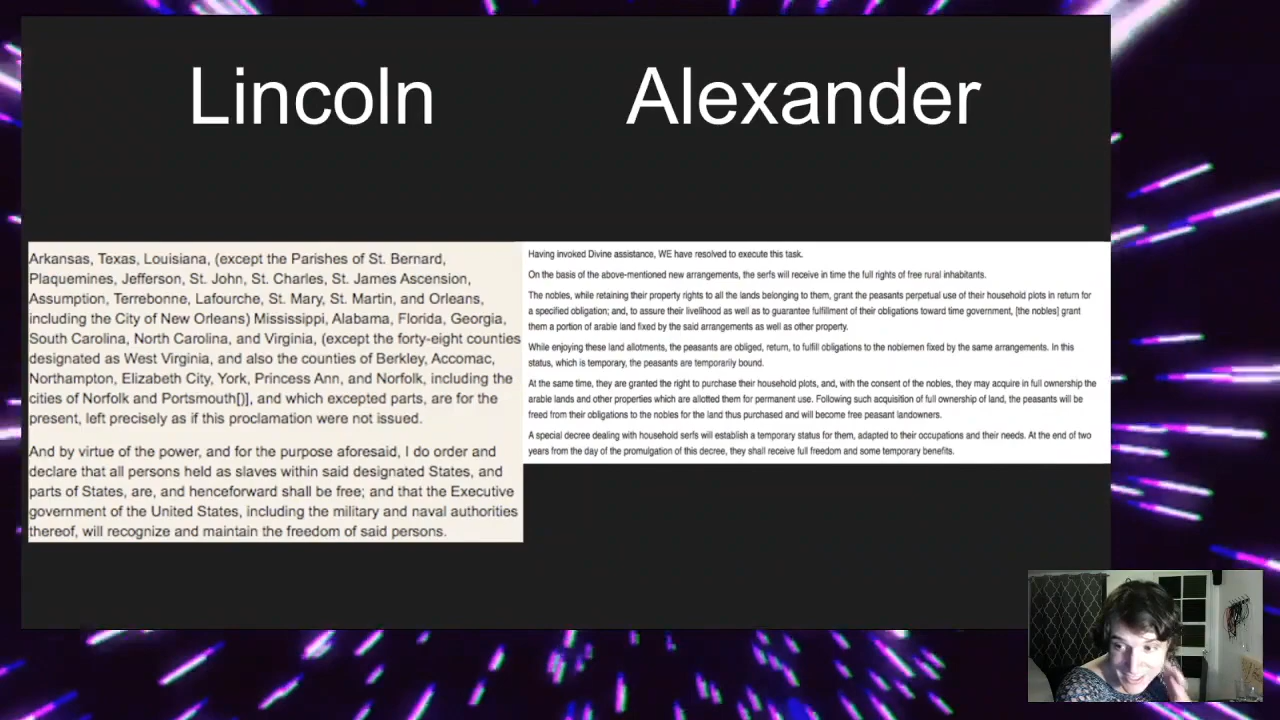 Lincoln
Alexander
Arkansas, Texas, Louisiana, (except the Parishes of St. Bernard,
Plaquemines, Jefferson, St. John, St. Charles, St. James Ascension,
Assumption, Terrebonne, Lafourche, St. Mary, St. Martin, and Orleans,
including the City of New Orleans) Mississippi, Alabama, Florida, Georgia,
South Carolina, North Carolina, and Virginia, (except the forty-eight counties
designated as West Virginia, and also the counties of Berkley, Accomac,
Northampton, Elizabeth City, York, Princess Ann, and Norfolk, including the
cities of Norfolk and Portsmouth[)], and which excepted parts, are for the
present, left precisely as if this proclamation were not issued.
And by virtue of the power, and for the purpose aforesaid, I do order and
declare that all persons held as slaves within said designated States, and
parts of States, are, and henceforward shall be free; and that the Executive
government of the United States, including the military and naval authorities
thereof, will recognize and maintain the freedom of said persons.
Having invoked Divine assistance, WE have resolved to execute this task.
On the basis of the above-mentioned new arrangements, the serfs will receive in time the full rights of free rural inhabitants.
The nobles, while retaining their property rights to all the lands belonging to them, grant the peasants perpetual use of their household plots in return for
a specified obligation; and, to assure their livelihood as well as to guarantee fulfillment of their obligations toward time government, [the nobles] grant
them a portion of arable land fixed by the said arrangements as well as other property.
While enjoying these land allotments, the peasants are obliged, return, to fulfill obligations to the noblemen fixed by the same arrangements. In this
status, which is temporary, the peasants are temporarily bound.
At the same time, they are granted the right to purchase their household plots, and, with the consent of the nobles, they may acquire in full ownership the
arable lands and other properties which are allotted them for permanent use. Following such acquisition of full ownership of land, the peasants will be
freed from their obligations to the nobles for the land thus purchased and will become free peasant landowners.
A special decree dealing with household serfs will establish a temporary status for them, adapted to their occupations and their needs. At the end of two
years from the day of the promulgation of this decree, they shall receive full freedom and some temporary benefits.